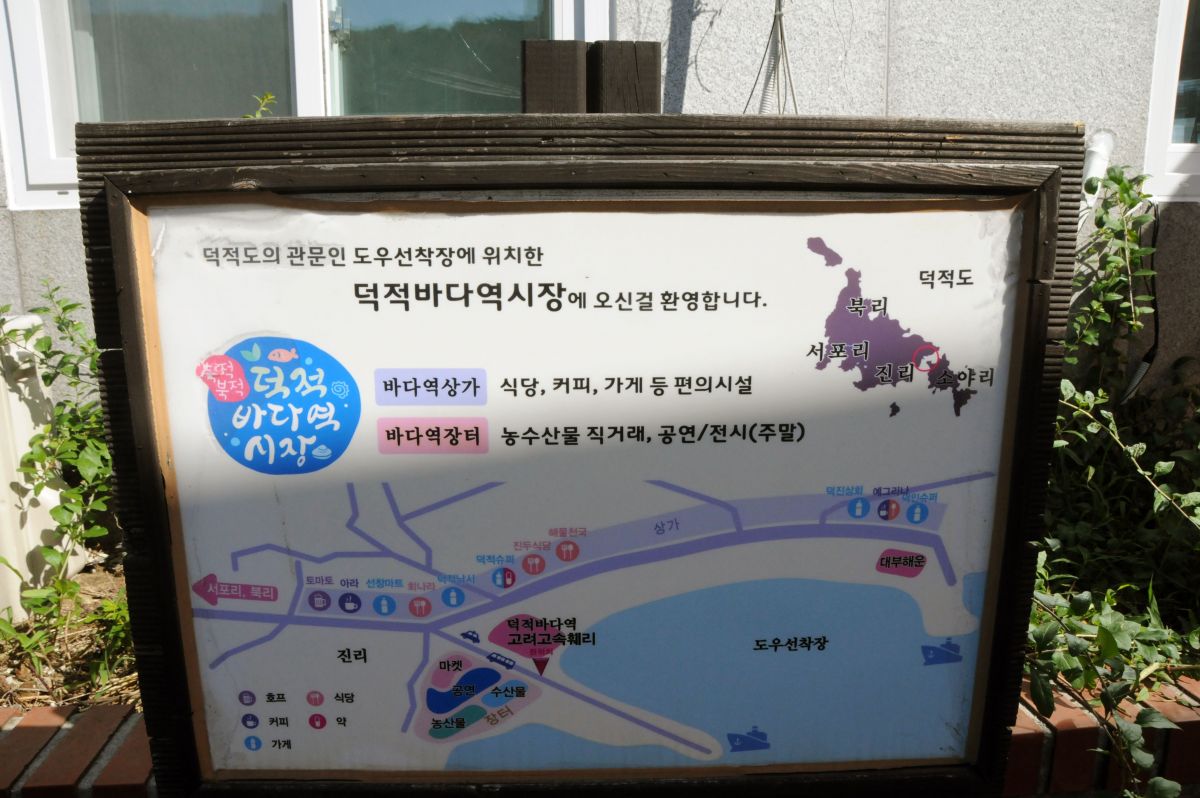 덕적도의 관문인 도우선착장에 위치한
덕적바다역시장에 오신걸 환영합니다.
덕적도
북리
서포리
진리
소야리
덕적
바다역
시장
바다역상가 식당, 커피, 가게 등 편의시설
바다역장터 농수산물 직거래, 공연/전시(주말)
덕진상회
덕인슈퍼
상가
해물천국
진두식당
덕적슈퍼
대부해운
서포리, 북리
토마토
아라
선창마트
회나라
덕적낚시
덕적바다역
고려고속훼리
도우선착장
진리
마켓
공연
수산물
농산물
장터
호프
식당
커피
약
가게